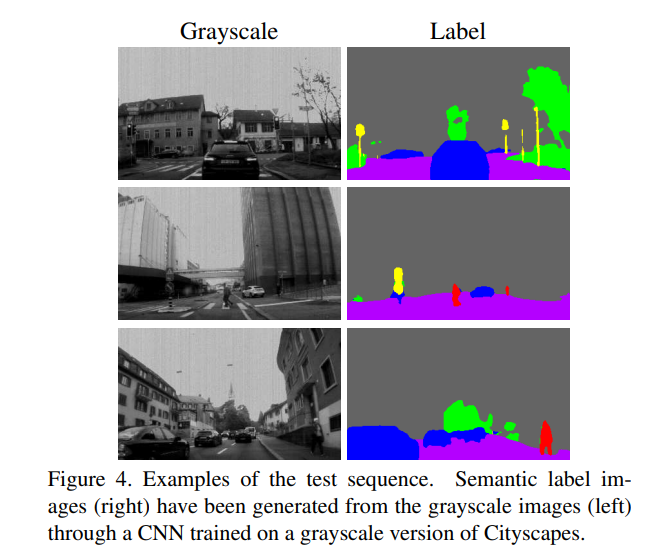 Grayscale Label
Figure 4. Examples of the test sequence. Semantic label im-
ages (right) have been generated from the grayscale images (left)
through a CNN trained on a grayscale version of Cityscapes.